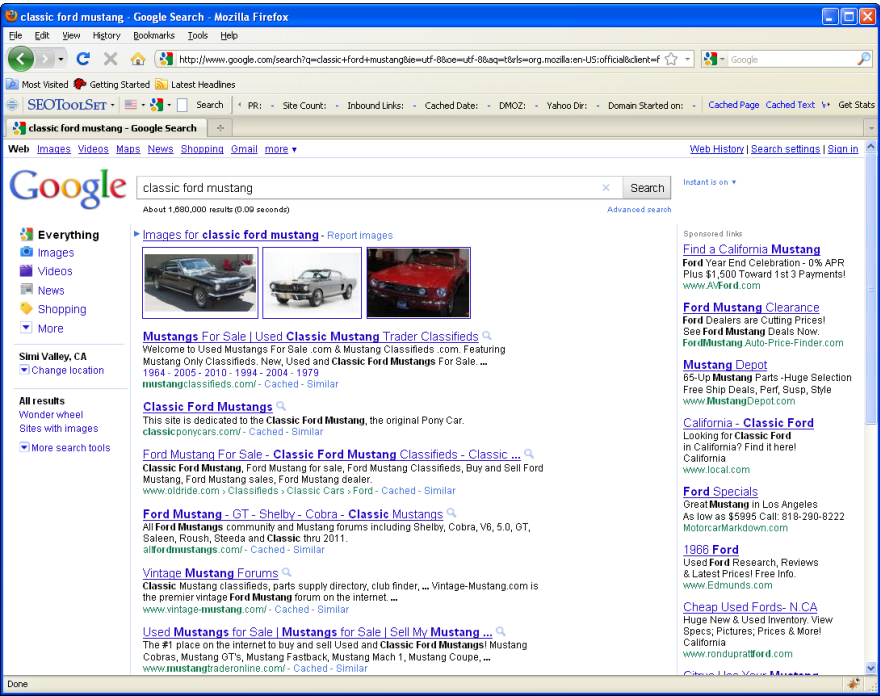 classic ford mustang - Google Search - Mozilla Firefox
File Edit View History Bookmarks Tools Help
http://www.google.com/search?q=classic+ford+mustang&ie=utf-8&oe=utf-8&aq=t&rls=org.mozilla:en-US:official&client=f Google
Most Visited Getting Started Latest Headlines
SEOToolSet Search PR: - Site Count: - Inbound Links: - Cached Date: - DMOZ: - Yahoo Dir: - Domain Started on: - Cached Page Cached Text Get Stats
classic ford mustang - Google Search
Web Images Videos Maps News Shopping Gmail more ▾ Web History | Search settings | Sign in
Google
classic ford mustang Search
Instant is on ▾
About 1,680,000 results (0.09 seconds) Advanced search
Everything
Images
Videos
News
Shopping
More
Simi Valley, CA
Change location
All results
Wonder wheel
Sites with images
More search tools
Images for classic ford mustang - Report images
Mustangs For Sale | Used Classic Mustang Trader Classifieds
Welcome to Used Mustangs For Sale .com & Mustang Classifieds .com. Featuring
Mustang Only Classifieds. New, Used and Classic Ford Mustangs For Sale. ...
1964 - 2005 - 2010 - 1994 - 2004 - 1979
mustangclassifieds.com/ - Cached - Similar
Classic Ford Mustangs
This site is dedicated to the Classic Ford Mustang, the original Pony Car.
classicponycars.com/ - Cached - Similar
Ford Mustang For Sale - Classic Ford Mustang Classifieds - Classic ...
Classic Ford Mustang, Ford Mustang for sale, Ford Mustang Classifieds, Buy and Sell Ford
Mustang, Ford Mustang sales, Ford Mustang dealer.
www.oldride.com › Classifieds › Classic Cars › Ford - Cached - Similar
Ford Mustang - GT - Shelby - Cobra - Classic Mustangs
All Ford Mustangs community and Mustang forums including Shelby, Cobra, V6, 5.0, GT,
Saleen, Roush, Steeda and Classic thru 2011.
allfordmustangs.com/ - Cached - Similar
Vintage Mustang Forums
Classic Mustang classifieds, parts supply directory, club finder, ... Vintage-Mustang.com is
the premier vintage Ford Mustang forum on the internet. ...
www.vintage-mustang.com/ - Cached - Similar
Used Mustangs for Sale | Mustangs for Sale | Sell My Mustang ...
The #1 place on the internet to buy and sell Used and Classic Ford Mustangs! Mustang
Cobras, Mustang GT's, Mustang Fastback, Mustang Mach 1, Mustang Coupe, ...
www.mustangtraderonline.com/ - Cached - Similar
Sponsored links
Find a California Mustang
Ford Year End Celebration - 0% APR
Plus $1,500 Toward 1st 3 Payments!
www.AVFord.com
Ford Mustang Clearance
Ford Dealers are Cutting Prices!
See Ford Mustang Deals Now.
FordMustang.Auto-Price-Finder.com
Mustang Depot
65-Up Mustang Parts -Huge Selection
Free Ship Deals, Perf, Susp, Style
www.MustangDepot.com
California - Classic Ford
Looking for Classic Ford
in California? Find it here!
California
www.local.com
Ford Specials
Great Mustang in Los Angeles
As low as $5995 Call: 818-290-8222
MotorcarMarkdown.com
1966 Ford
Used Ford Research, Reviews
& Latest Prices! Free Info.
www.Edmunds.com
Cheap Used Fords- N.CA
Huge New & Used Inventory. View
Specs; Pictures; Prices & More!
California
www.ronduprattford.com
Citrus Use Your Mustang
Done